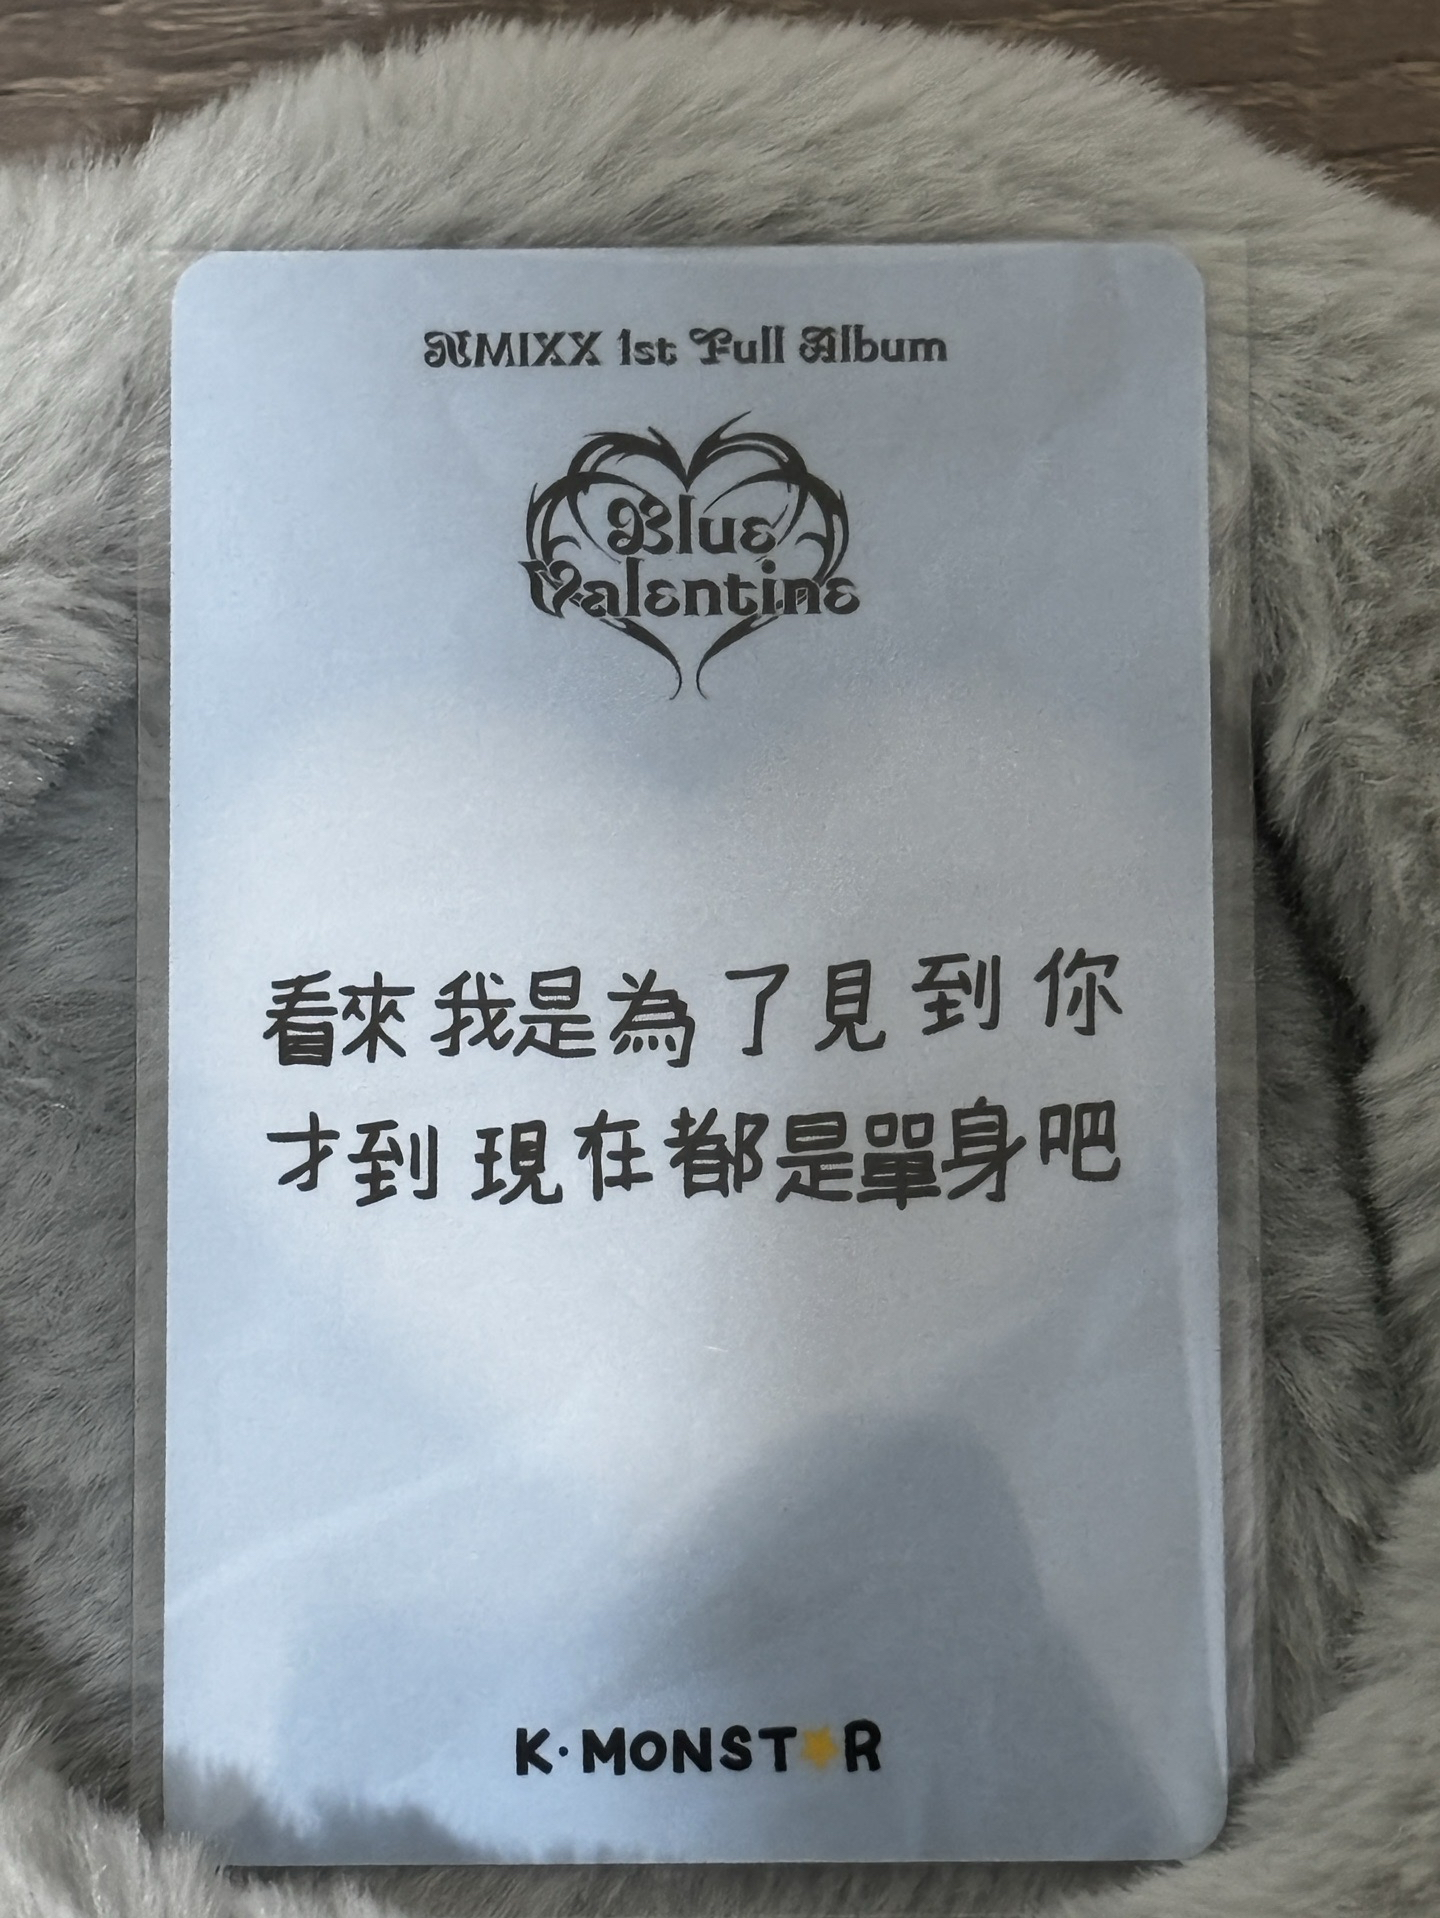 NMIXX 1st Full Album
Blue
Valentine
看來我是為了見到你
才到現在都是單身吧
K·MONST★R